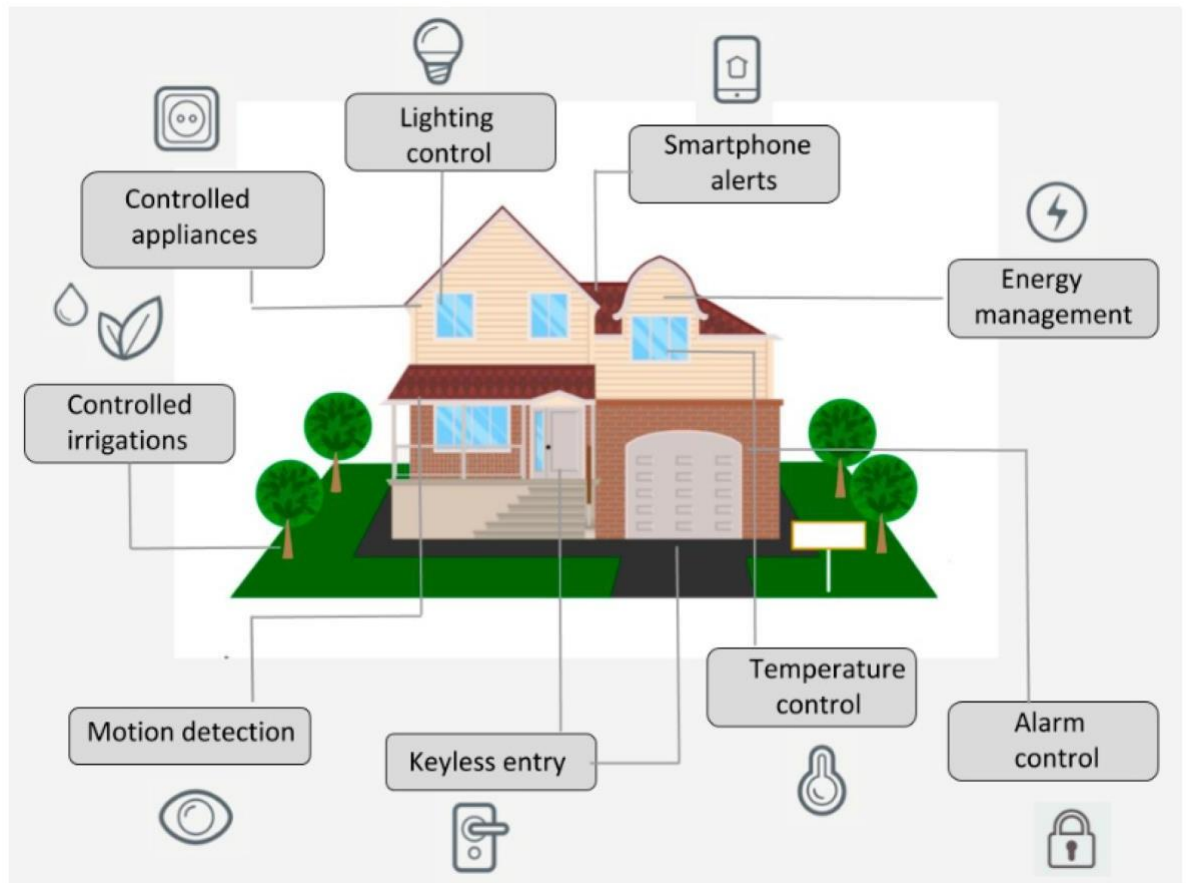 Lighting
control
Smartphone
alerts
Controlled
appliances
Energy
management
Controlled
irrigations
Temperature
control
Motion detection
Keyless entry
Alarm
control